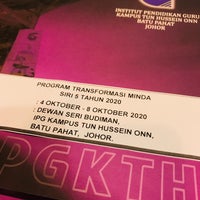 INSTITUT PENDIDIKAN GURU
KAMPUS TUN HUSSEIN ONN
BATU PAHAT
JOHOR
PROGRAM TRANSFORMASI MINDA
SIRI 5 TAHUN 2020
: 4 OKTOBER - 8 OKTOBER 2020
: DEWAN SERI BUDIMAN,
IPG KAMPUS TUN HUSSEIN ONN,
BATU PAHAT, JOHOR.
PGKTH